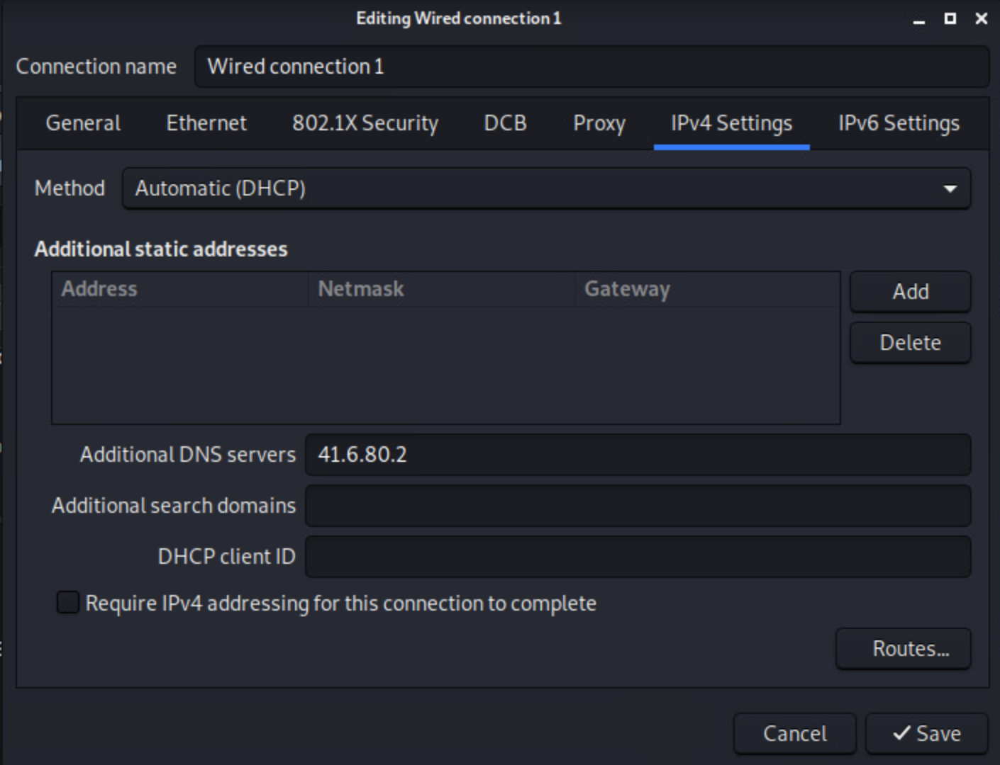 Editing Wired connection 1
Connection name Wired connection 1
General Ethernet 802.1X Security DCB Proxy IPv4 Settings IPv6 Settings
Method Automatic (DHCP)
Additional static addresses
Address Netmask Gateway
Add
Delete
Additional DNS servers 41.6.80.2
Additional search domains
DHCP client ID
Require IPv4 addressing for this connection to complete
Routes...
Cancel Save